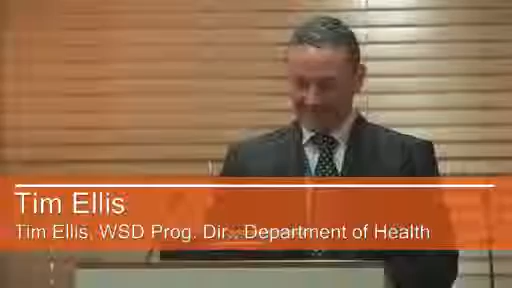 Tim Ellis
Tim Ellis, WSD Prog. Dir., Department of Health